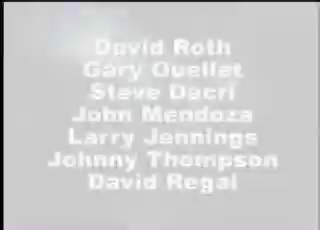 David Roth
Gary Ouellet
Steve Dacri
John Mendoza
Larry Jennings
Johnny Thompson
David Regal